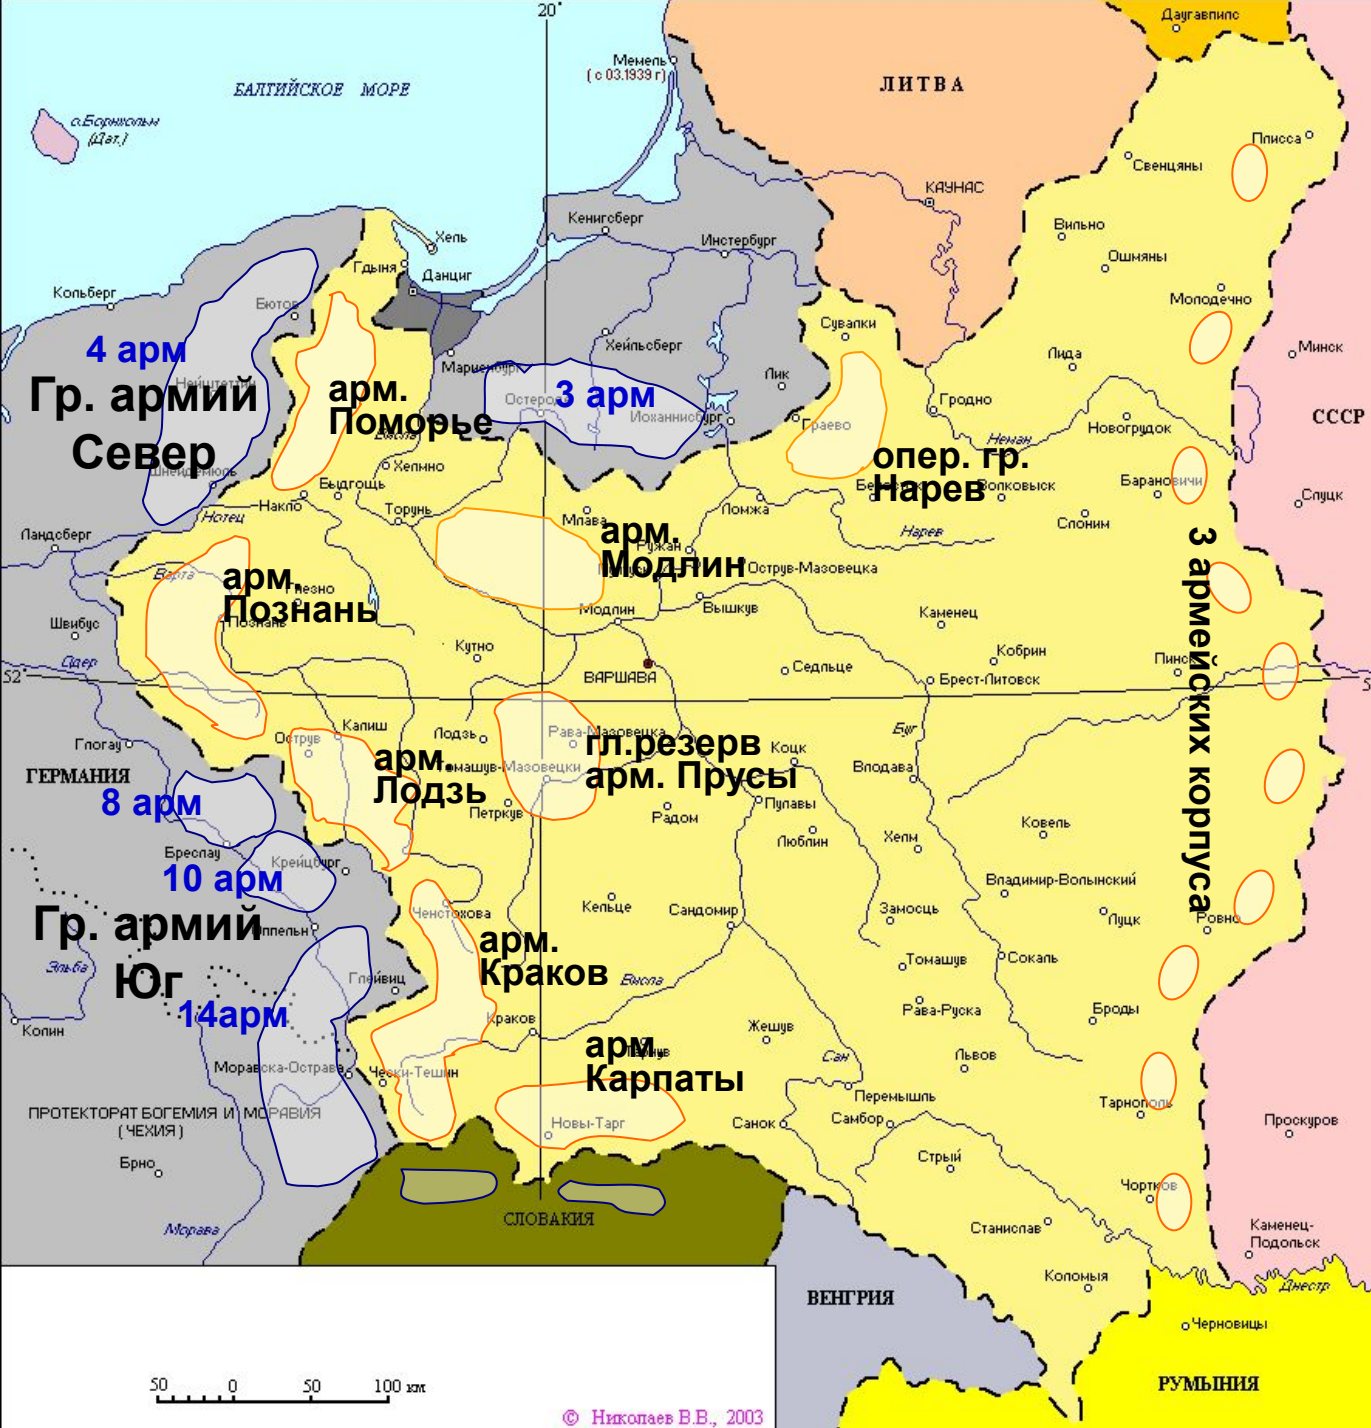 20°
Даугавпилс
Мемель
( с 03.1939 г)
БАЛТИЙСКОЕ МОРЕ
ЛИТВА
о.Борнхольм
(Дат.)
Плисса
Свенцяны
КАУНАС
Кенигсберг
Вильно
Хель
Инстербург
Ошмяны
Гдыня
Данциг
Кольберг
Бютов
Молодечно
Сувалки
4 арм
Хейльсберг
Лида
Минск
Мариенбург
Лик
Нейштеттин
Гр. армий
Север
арм.
Поморье
Остероде
3 арм
Иоханнисбург
Гродно
СССР
Граево
Новогрудок
Висла
Неман
Шнейдемюль
Хелмно
опер. гр.
Нарев
Быдгощь
Волковыск
Барановичи
Накло
Торунь
Ломжа
Слуцк
Нотец
Млава
Слоним
Ландсберг
арм.
Модлин
Нарев
3 армейских корпуса
Ружан
Острув-Мазовецка
Варта
арм.
Познань
Гнезно
Модлин
Вышкув
Каменец
Швибус
Познань
Кутно
Кобрин
Одер
ВАРШАВА
Седльце
Пинск
52°
Брест-Литовск
5
Калиш
Буг
Глогау
Острув
Лодзь
Рава-Мазовецка
гл.резерв
арм. Прусы
Коцк
ГЕРМАНИЯ
арм.
Лодзь
Томашув-Мазовецки
Влодава
8 арм
Петркув
Пулавы
Радом
Ковель
Люблин
Хелм
Бреслау
Крейцбург
10 арм
Владимир-Волынский
Ченстохова
Кельце
Сандомир
Замосць
Луцк
Ровно
Гр. армий
Юг
Оппельн
арм.
Краков
Томашув
Сокаль
Эльба
Глейвиц
Висла
14арм
Рава-Руска
Броды
Колин
Краков
Жешув
арм.
Карпаты
Сан
Львов
Моравска-Острава
Чески-Тешин
Перемышль
Тарнополь
ПРОТЕКТОРАТ БОГЕМИЯ И МОРАВИЯ
( ЧЕХИЯ )
Новы-Тарг
Санок
Самбор
Проскуров
Брно
Стрый
Чортков
Морава
СЛОВАКИЯ
Станислав
Каменец-
Подольск
Коломыя
Днестр
ВЕНГРИЯ
Черновицы
50 0 50 100 км
РУМЫНИЯ
© Николаев В.В., 2003